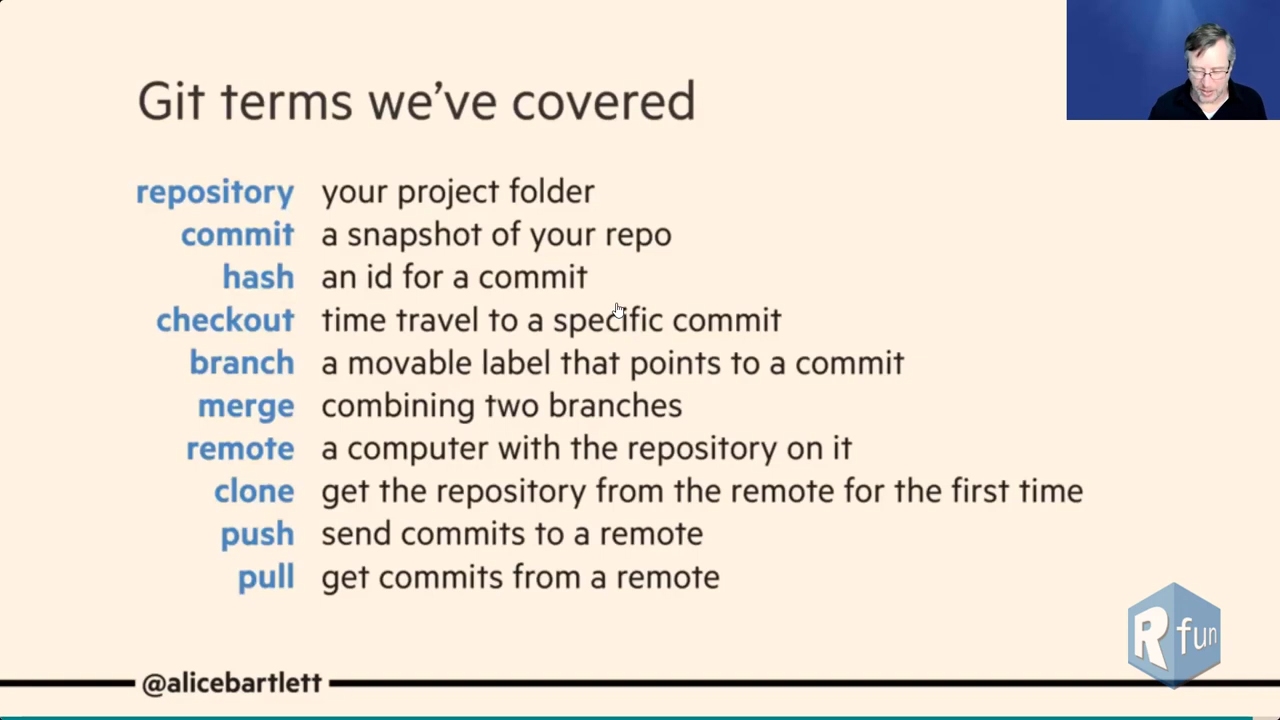 Git terms we've covered
repository your project folder
commit a snapshot of your repo
hash an id for a commit
checkout time travel to a specific commit
branch a movable label that points to a commit
merge combining two branches
remote a computer with the repository on it
clone get the repository from the remote for the first time
push send commits to a remote
pull get commits from a remote
R fun
@alicebartlett